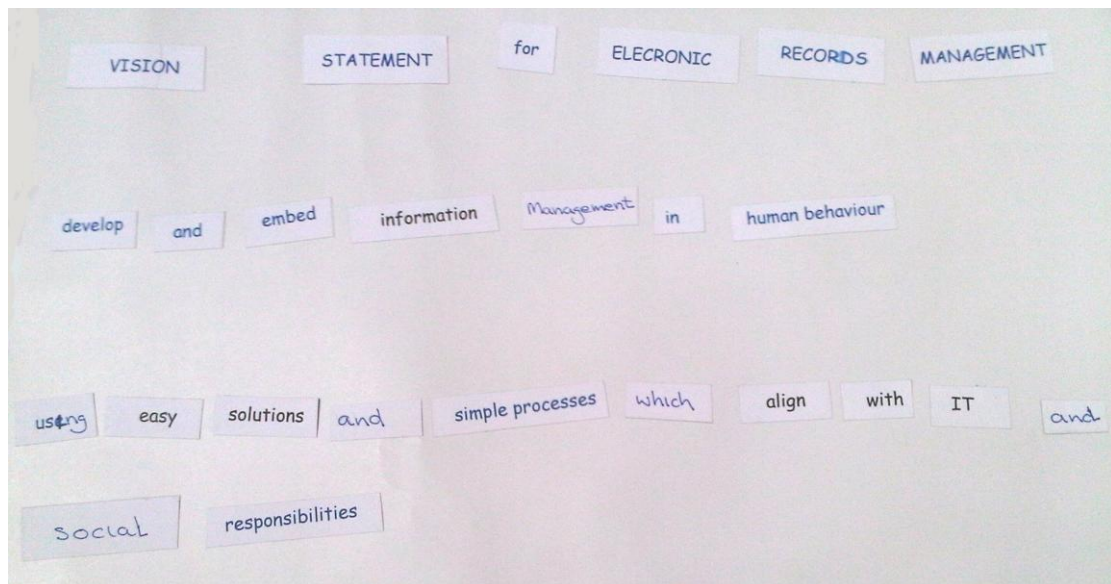 VISION STATEMENT for ELECRONIC RECORDS MANAGEMENT
develop and embed information Management in human behaviour
using easy solutions and simple processes which align with IT and
social responsibilities